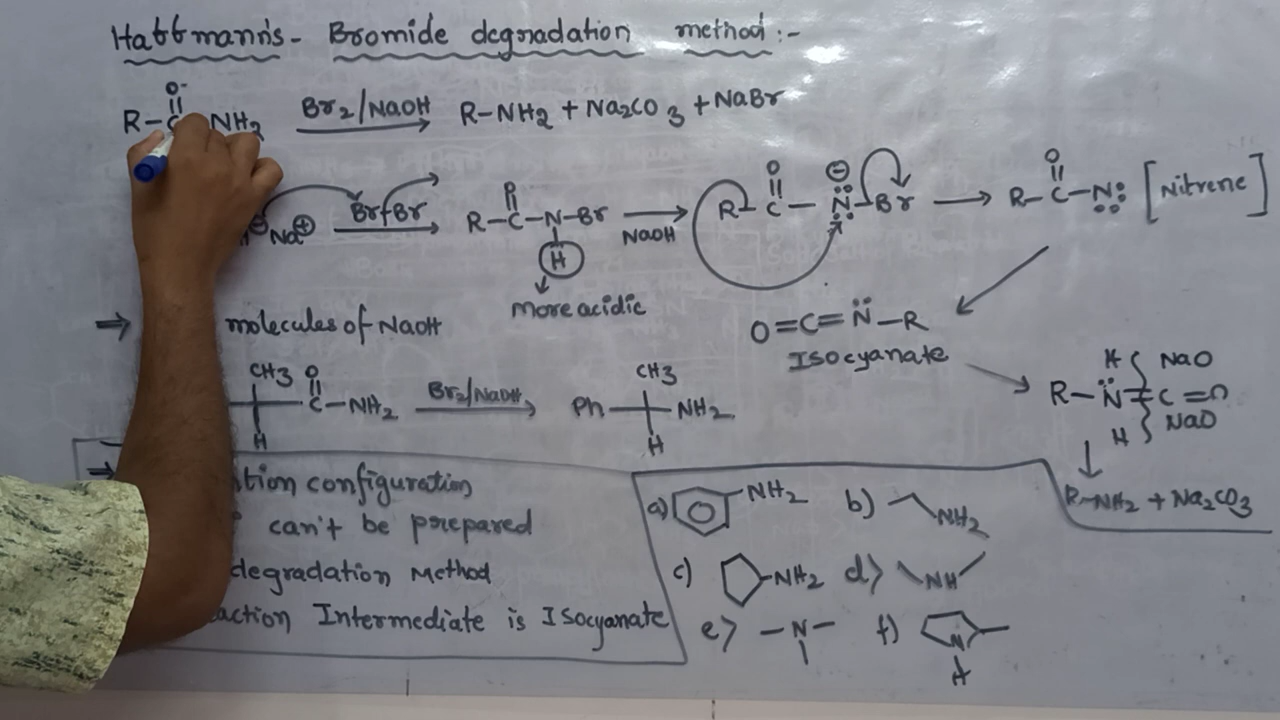 Hoffmann's - Bromide degradation method :-
O-
R-C NH2 Br2/NaOH R-NH2 + Na2CO3 + NaBr
Na⊕ Br-Br R-C-N-Br NaOH R-C-N-Br R-C-N: [Nitrene]
O O ⊖ O
H
More acidic
⇒ molecules of NaOH
O=C=N-R
Isocyanate
R-N-C=O
H NaO
H NaO
CH3 O C-NH2 H Br2/NaOH Ph CH3 NH2 H
R-NH2 + Na2CO3
configuration
can't be prepared
degradation Method
Intermediate is Isocyanate
a) NH2 b) NH2
c) NH2 d) NH
e) N f) N H